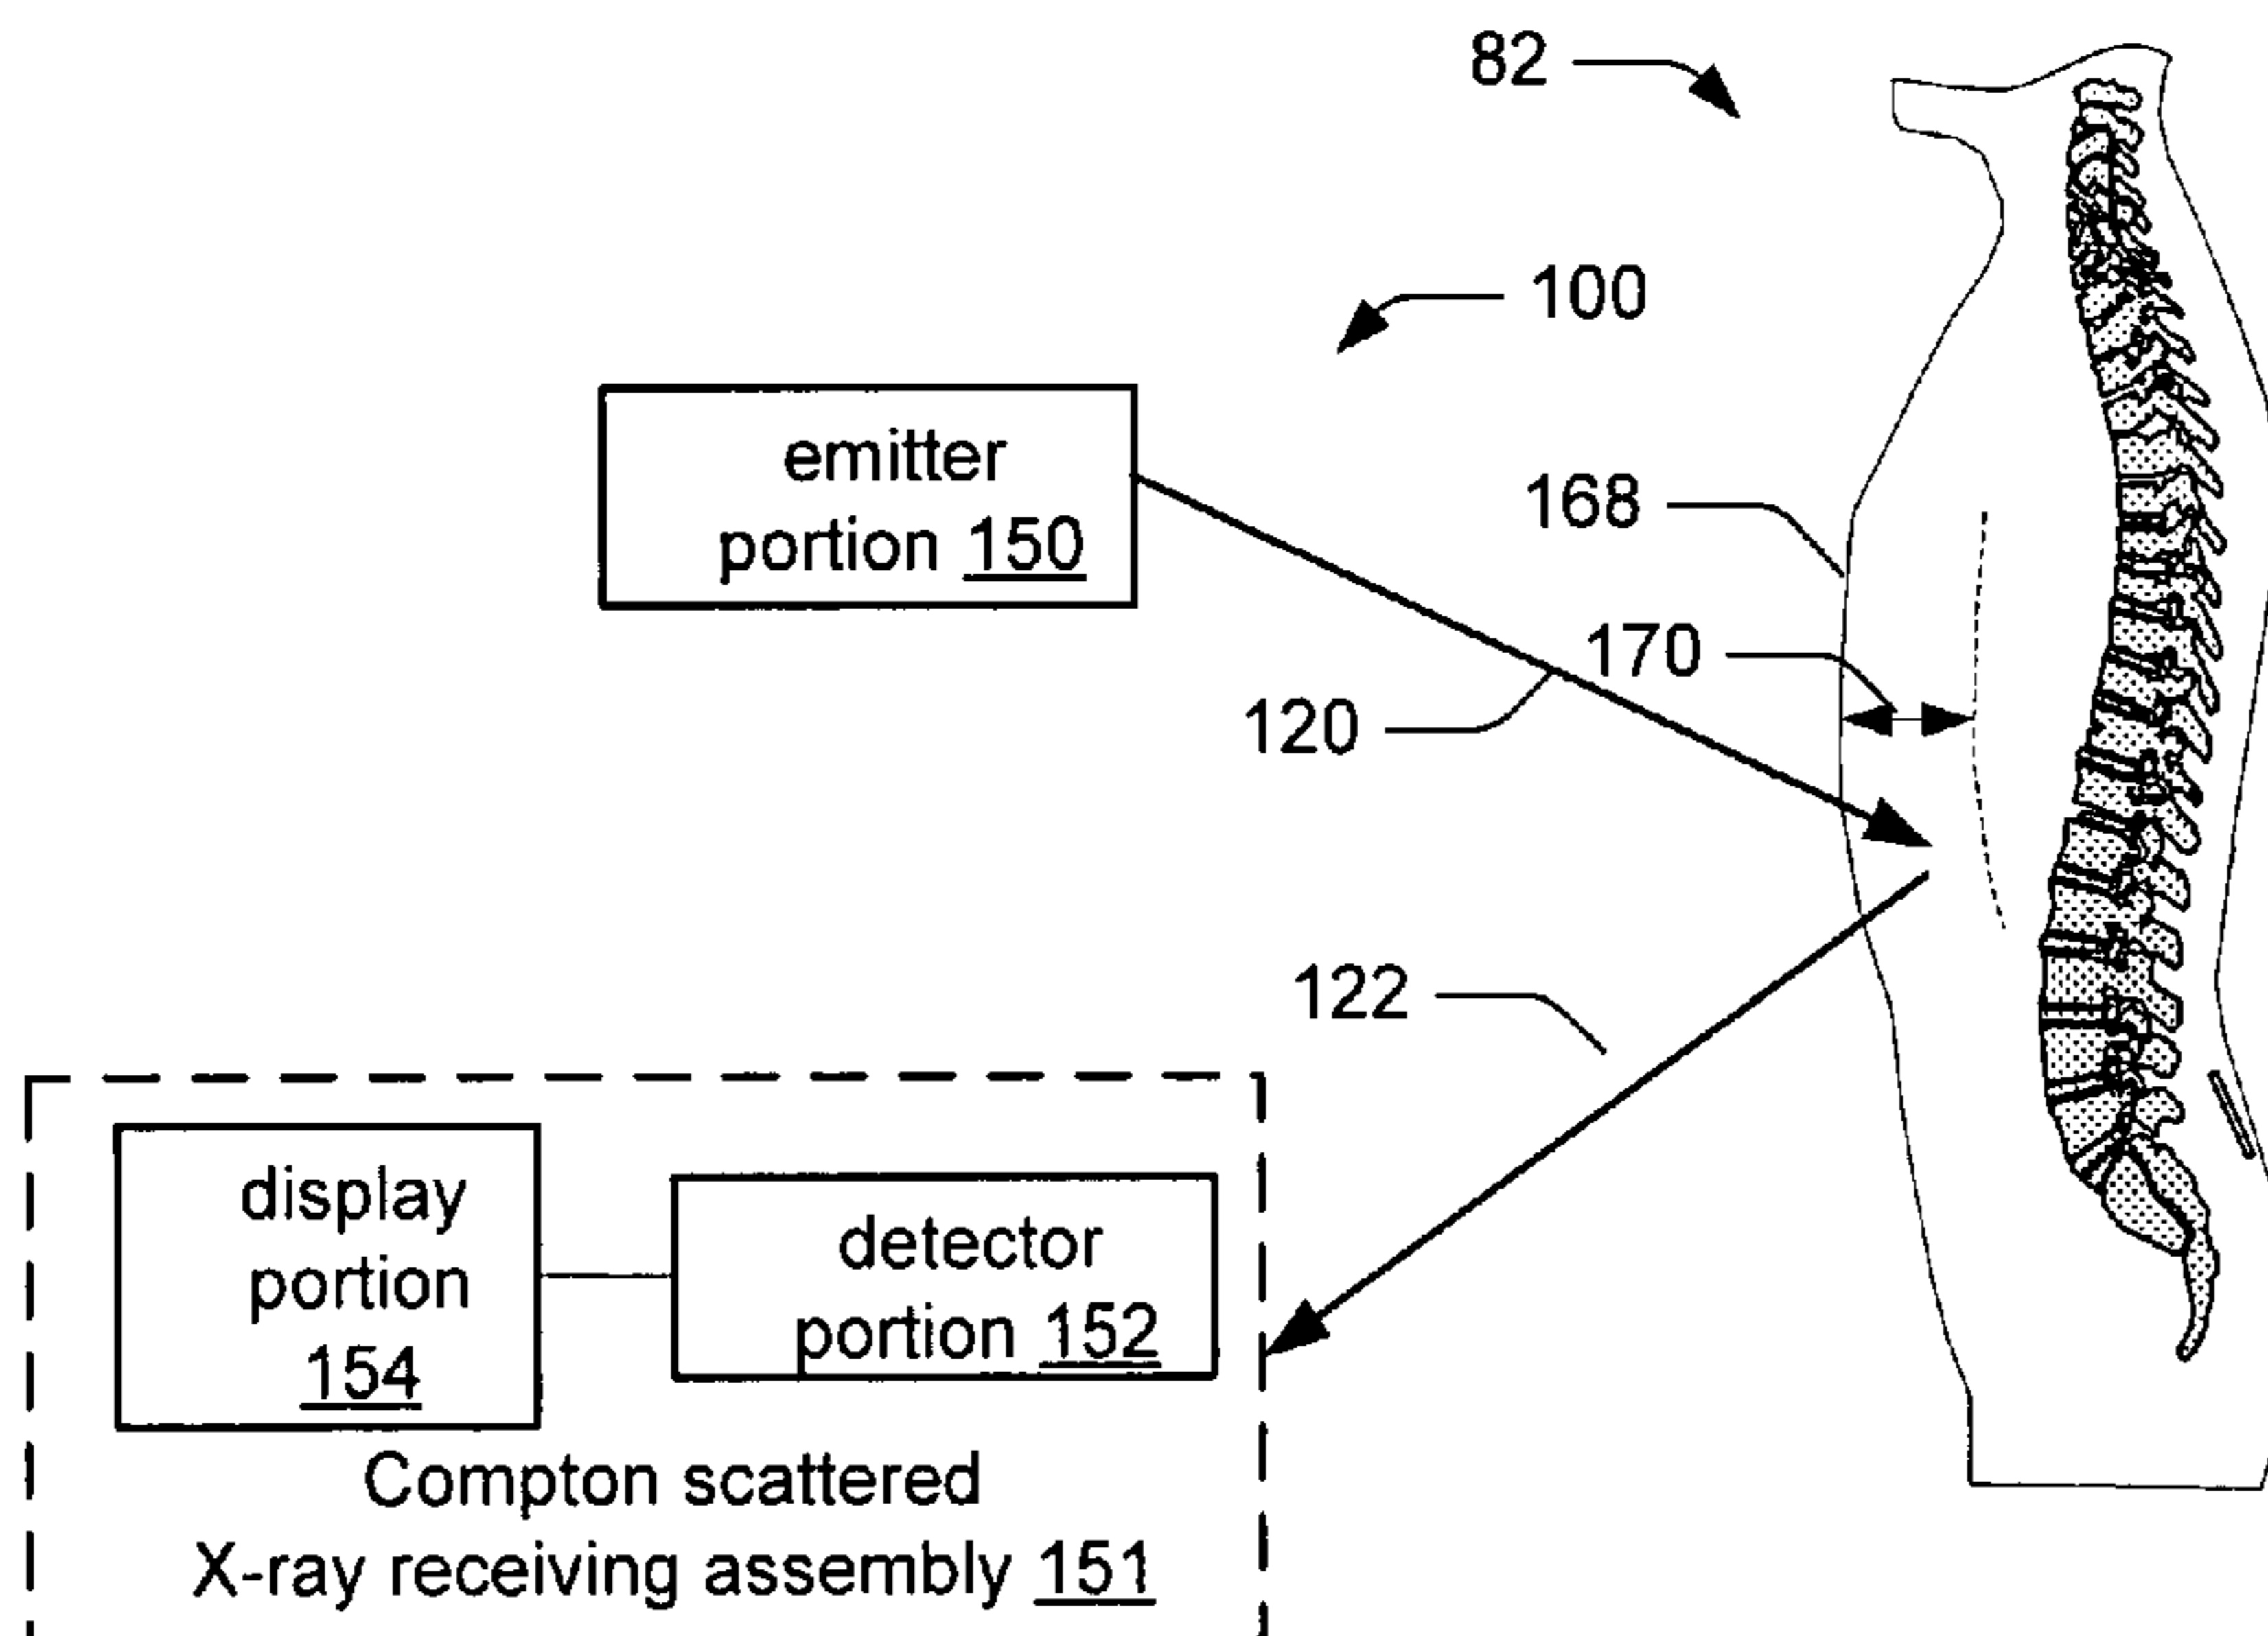 82
100
emitter
portion 150
168
170
120
122
display
portion
154
detector
portion 152
Compton scattered
X-ray receiving assembly 151